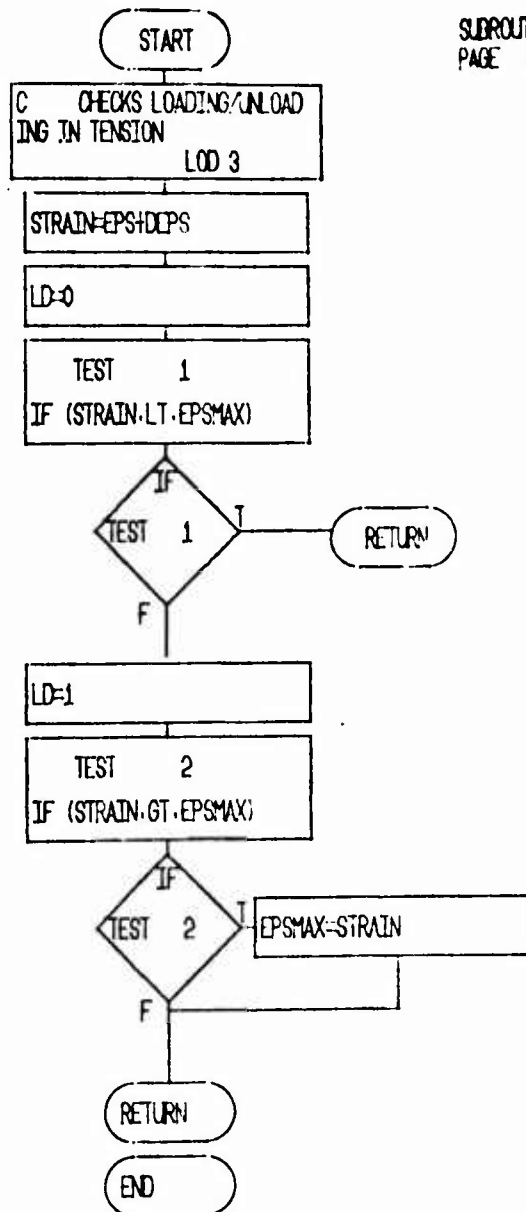 START
SUBROUT
PAGE
C CHECKS LOADING/UNLOAD
ING IN TENSION
LOD 3
STRAIN=EPS+DEPS
LD=0
TEST 1
IF (STRAIN.LT.EPSMAX)
IF
TEST 1
T
RETURN
F
LD=1
TEST 2
IF (STRAIN.GT.EPSMAX)
IF
TEST 2
T
EPSMAX=STRAIN
F
RETURN
END